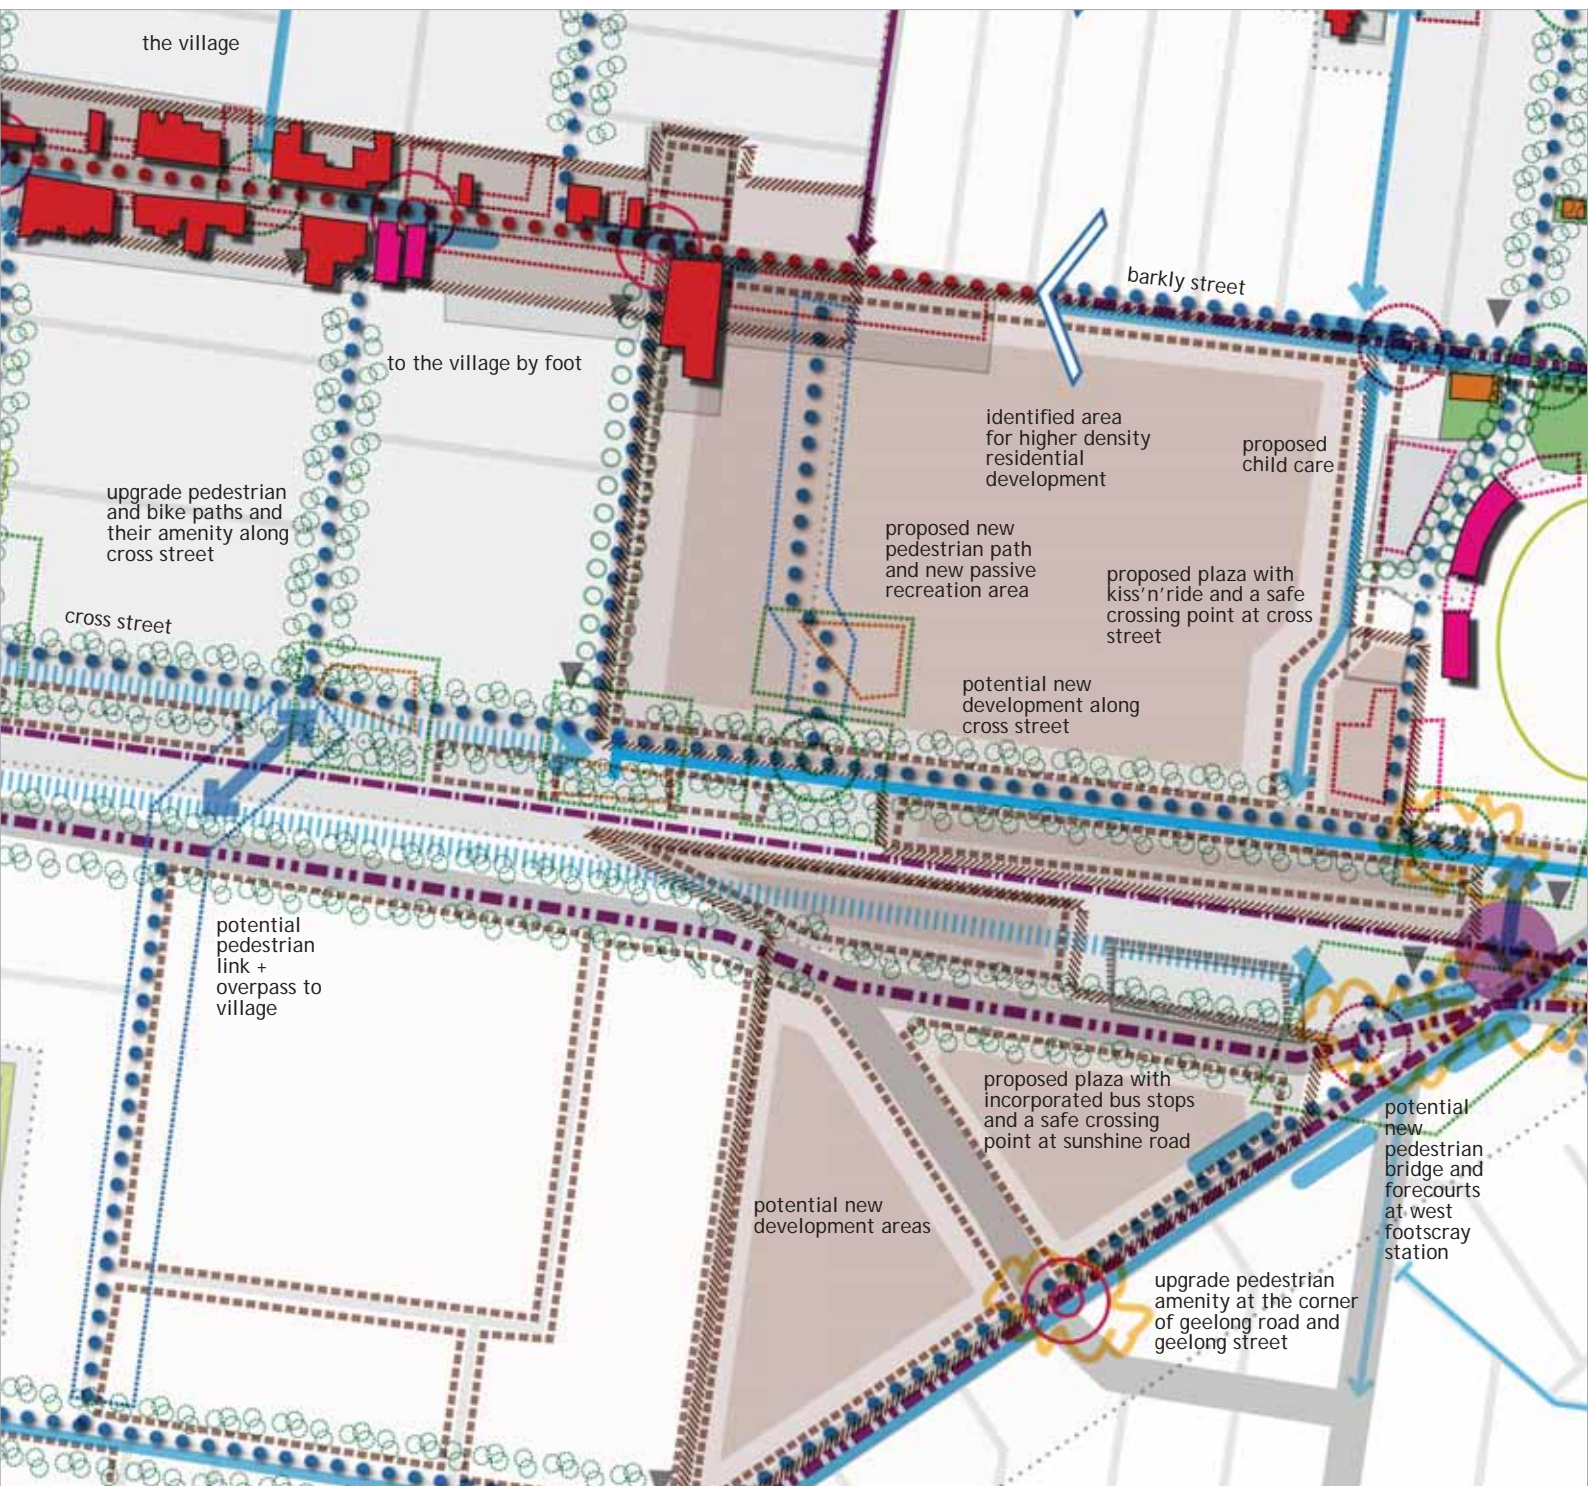 the village
barkly street
to the village by foot
identified area
for higher density
residential
development
proposed
child care
upgrade pedestrian
and bike paths and
their amenity along
cross street
proposed new
pedestrian path
and new passive
recreation area
proposed plaza with
kiss'n'ride and a safe
crossing point at cross
street
cross street
potential new
development along
cross street
potential
pedestrian
link +
overpass to
village
proposed plaza with
incorporated bus stops
and a safe crossing
point at sunshine road
potential
new
pedestrian
bridge and
forecourts
at west
footscray
station
potential new
development areas
upgrade pedestrian
amenity at the corner
of geelong road and
geelong street